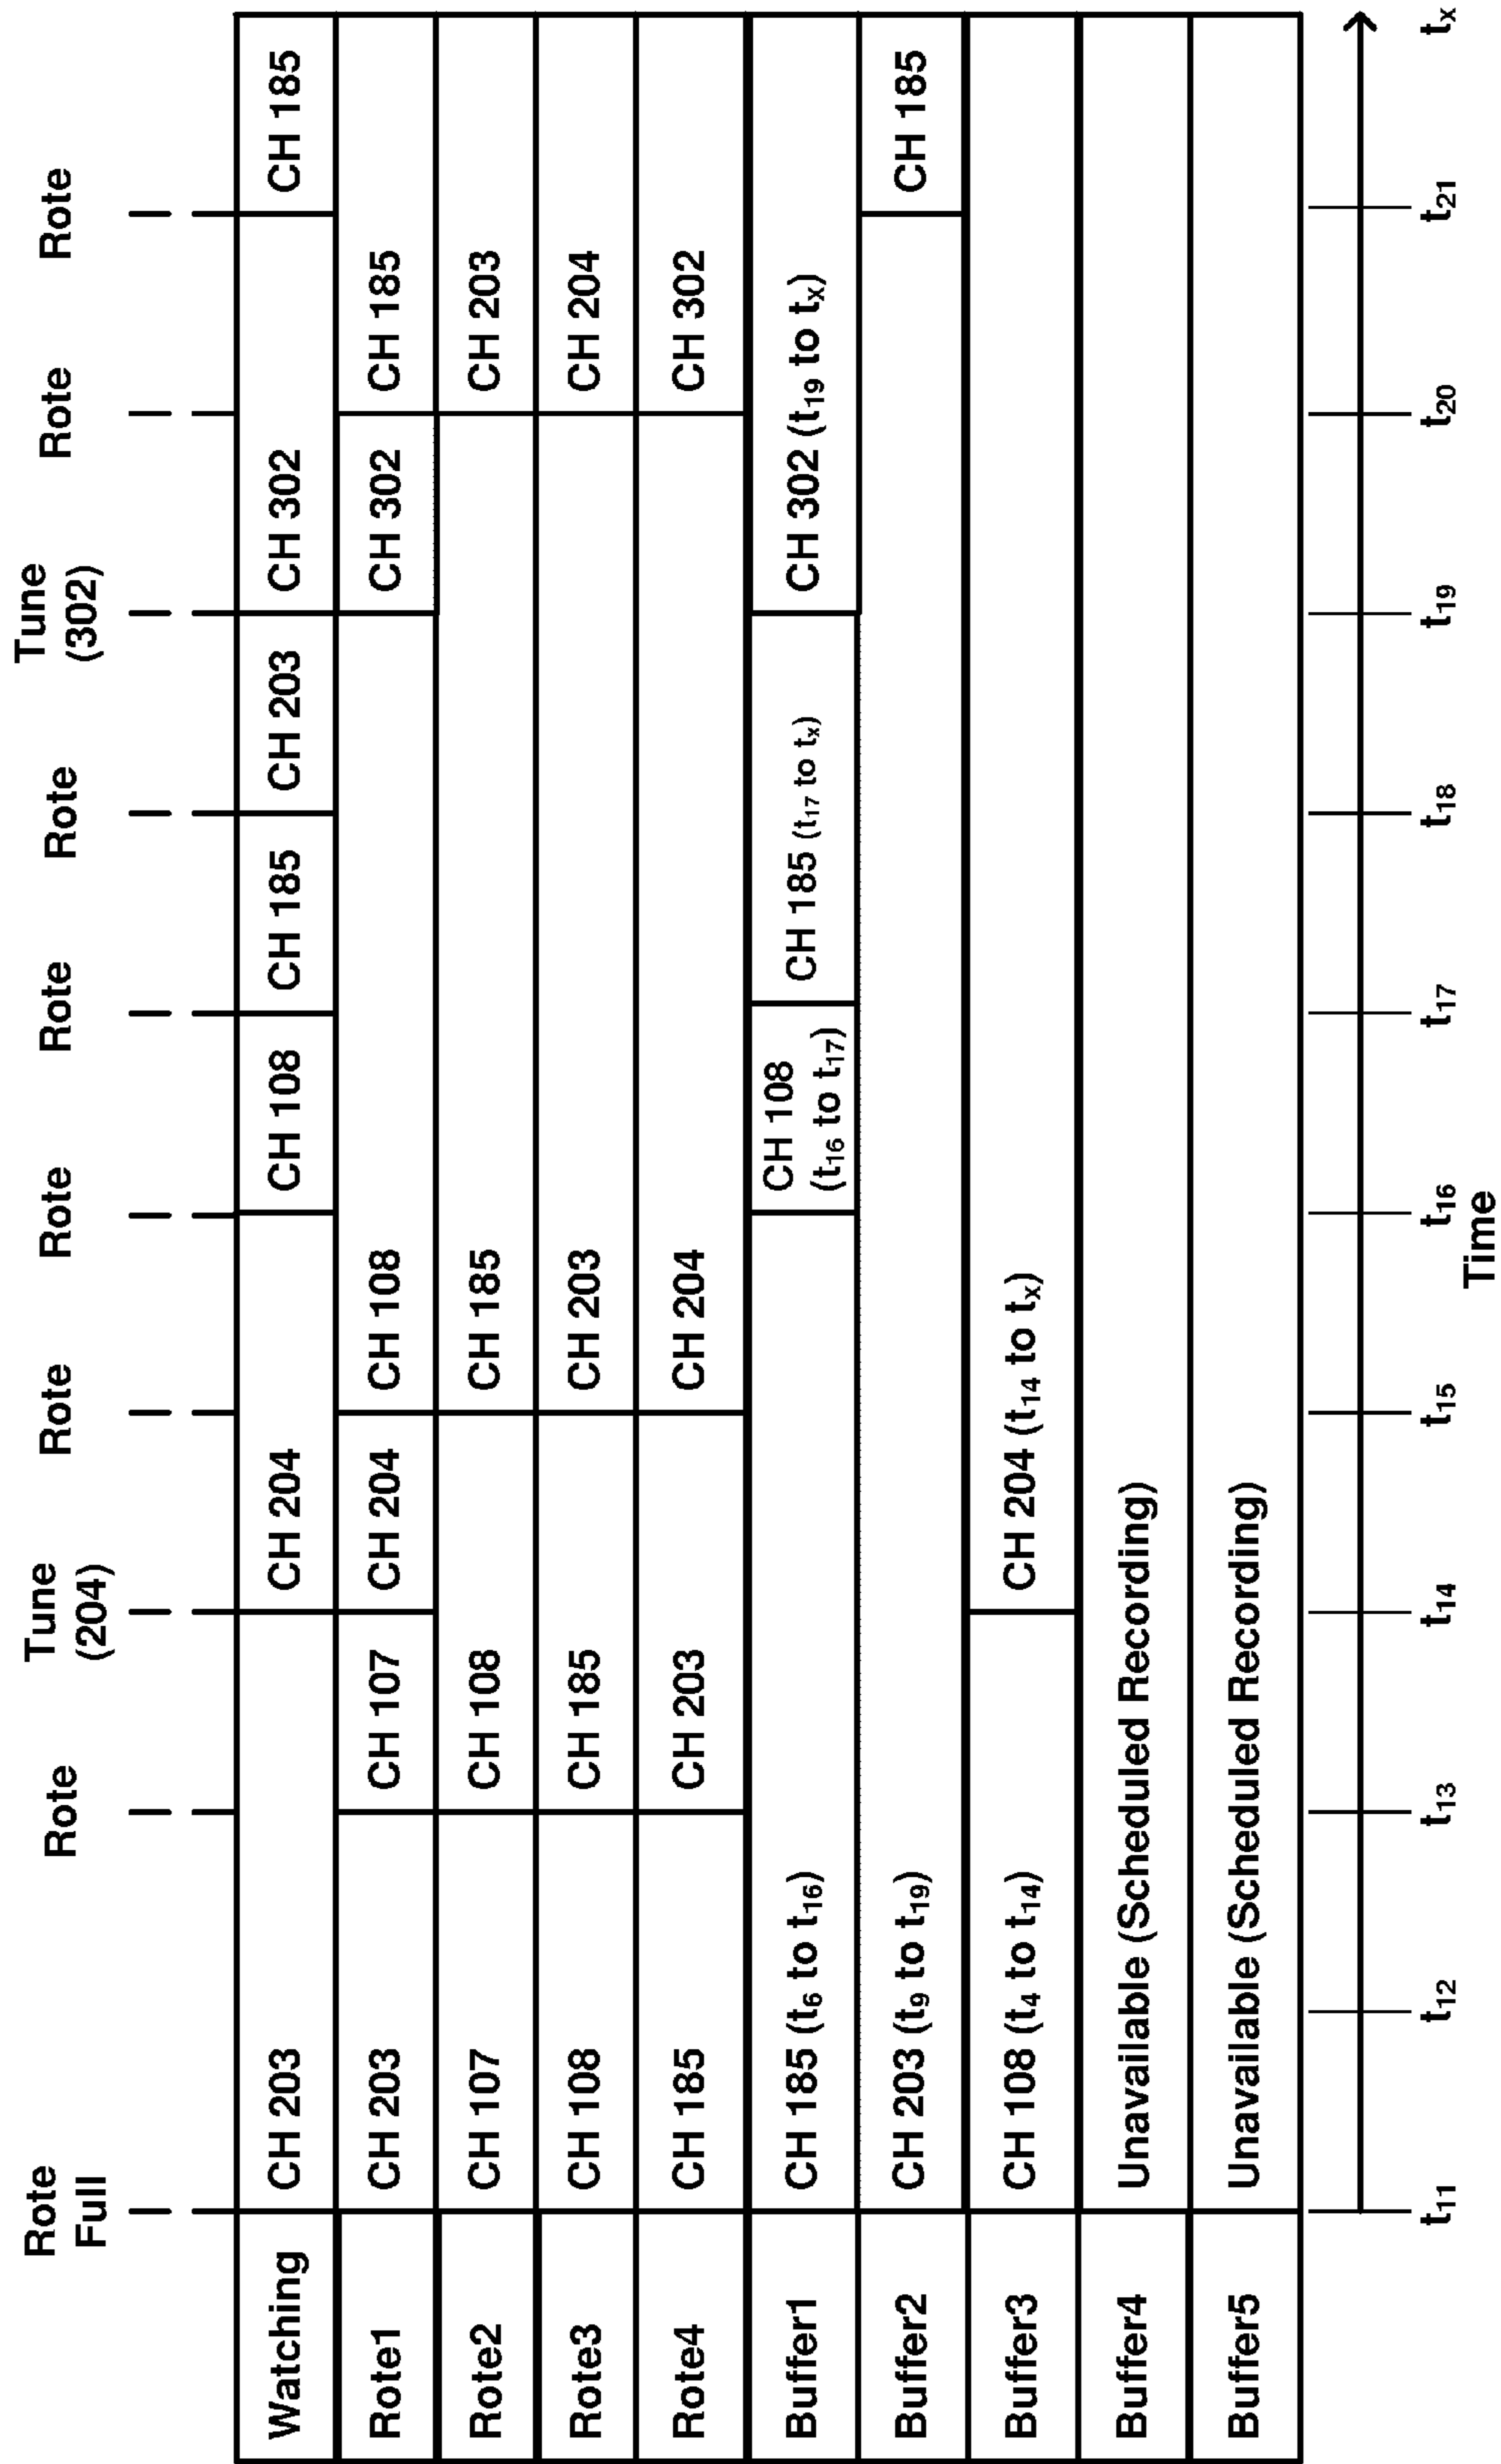 Rote
Full
Rote
Tune
(204)
Rote
Rote
Rote
Rote
Tune
(302)
Rote
Rote
Watching
CH 203
CH 204
CH 108
CH 185
CH 203
CH 302
CH 185
Rote1
CH 203
CH 107
CH 204
CH 108
CH 302
CH 185
Rote2
CH 107
CH 108
CH 185
CH 203
Rote3
CH 108
CH 185
CH 203
CH 204
Rote4
CH 185
CH 203
CH 204
CH 302
Buffer1
CH 185 (t6 to t16)
CH 108
(t16 to t17)
CH 185 (t17 to tx)
CH 302 (t19 to tx)
Buffer2
CH 203 (t9 to t19)
CH 185
Buffer3
CH 108 (t4 to t14)
CH 204 (t14 to tx)
Buffer4
Unavailable (Scheduled Recording)
Buffer5
Unavailable (Scheduled Recording)
t11
t12
t13
t14
t15
t16
t17
t18
t19
t20
t21
tx
Time